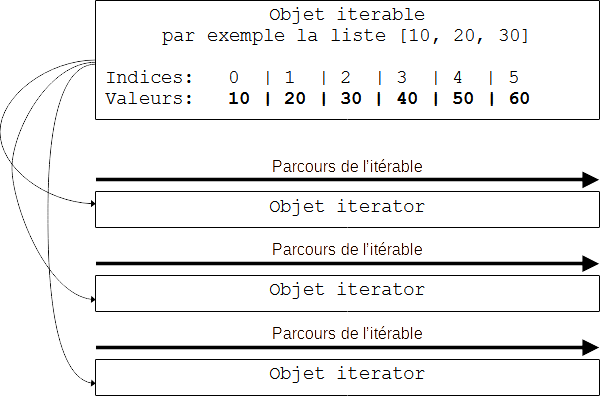 Objet iterable
par exemple la liste [10, 20, 30]
Indices: 0 | 1 | 2 | 3 | 4 | 5
Valeurs: 10 | 20 | 30 | 40 | 50 | 60
Parcours de l'itérable
Objet iterator
Parcours de l'itérable
Objet iterator
Parcours de l'itérable
Objet iterator